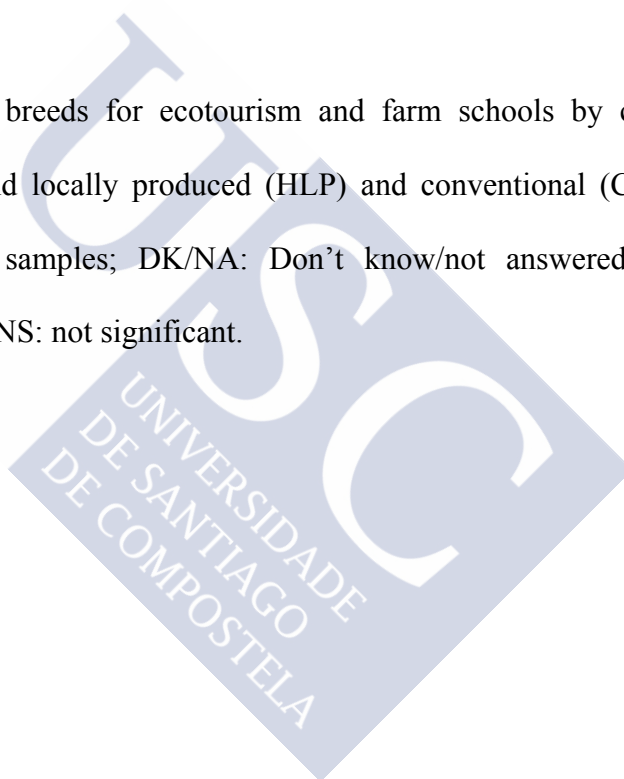 breeds for ecotourism and farm schools by
locally produced (HLP) and conventional
samples; DK/NA: Don’t know/not answered
NS: not significant.
USC
UNIVERSIDADE
DE SANTIAGO
DE COMPOSTELA